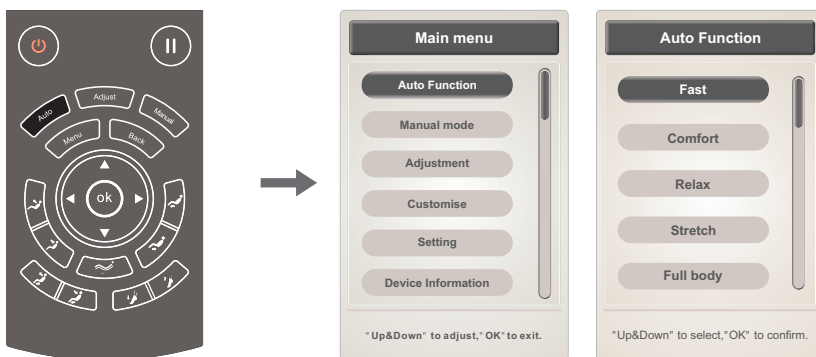 Auto
Adjust
Manual
Menu
Back
ok
Main menu
Auto Function
Manual mode
Adjustment
Customise
Setting
Device Information
"Up&Down" to adjust,"OK"to exit.
Auto Function
Fast
Comfort
Relax
Stretch
Full body
"Up&Down" to select,"OK" to confirm.